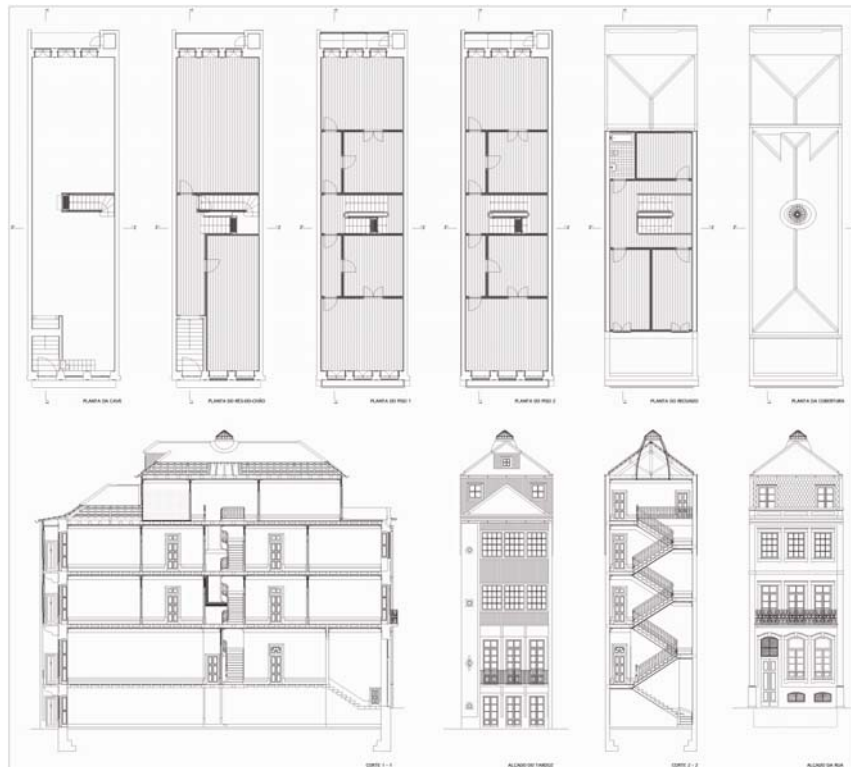 PLANTA DA CAVE
PLANTA DO RÉS-DO-CHÃO
PLANTA DO PISO 1
PLANTA DO PISO 2
PLANTA DO RECUADO
PLANTA DA COBERTURA
CORTE 1 - 1
ALÇADO DO TARDOZ
CORTE 2 - 2
ALÇADO DA RUA